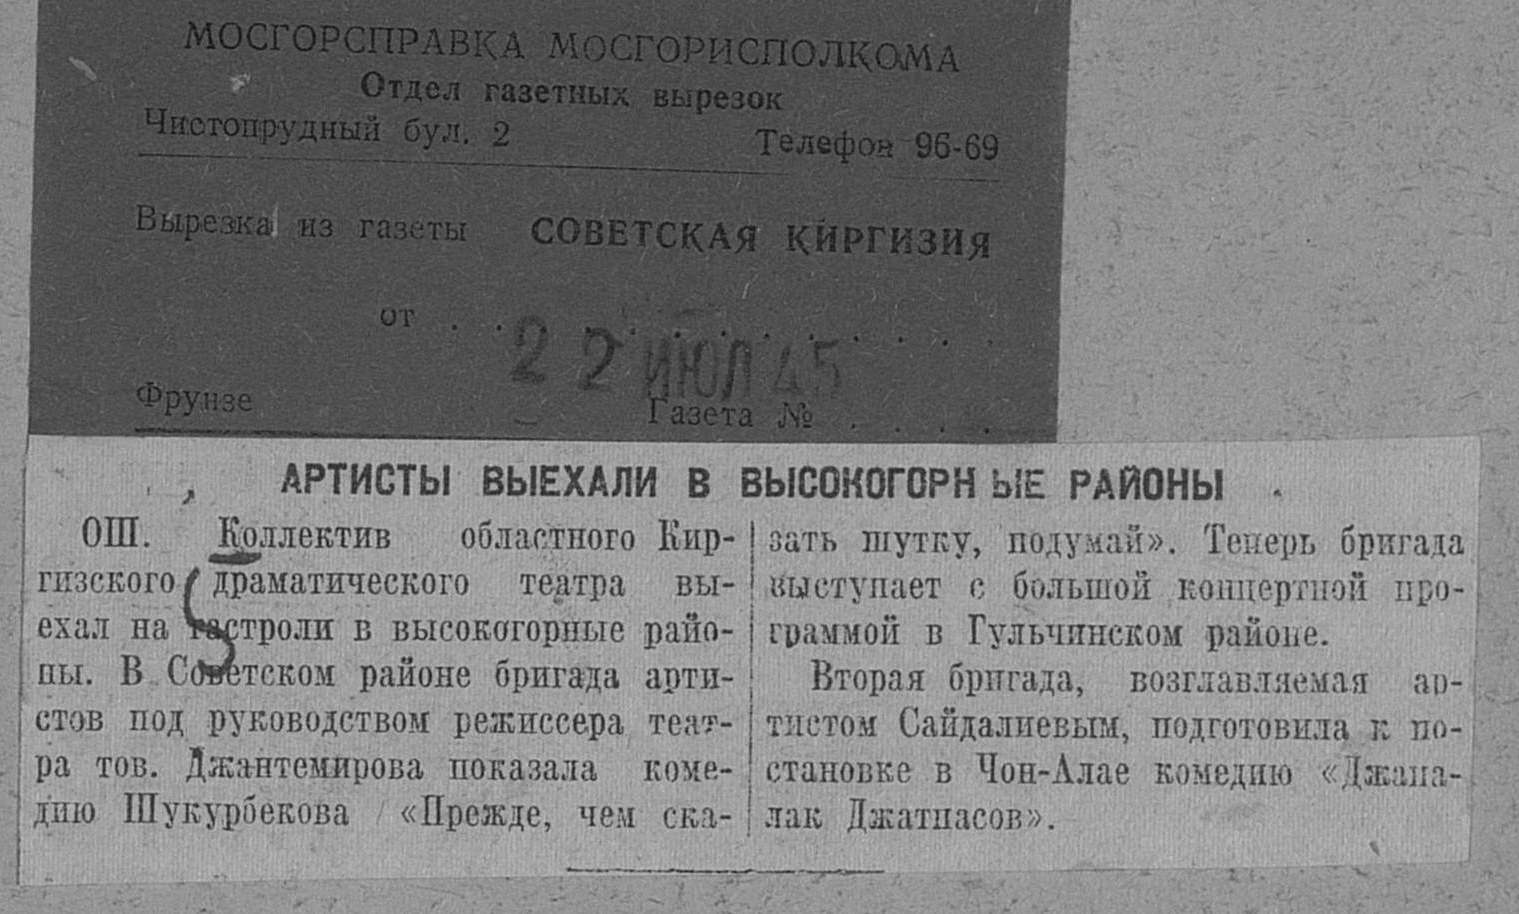 МОСГОРСПРАВКА МОСГОРИСПОЛКОМА
Отдел газетных вырезок
Чистопрудный бул. 2 Телефон 96-69
Вырезка из газеты СОВЕТСКАЯ КИРГИЗИЯ
от . . . . . . . . . . .
22 ИЮЛ 45
Фрунзе Газета № . . . .
АРТИСТЫ ВЫЕХАЛИ В ВЫСОКОГОРН ЫЕ РАЙОНЫ
ОШ. Коллектив областного Кир-
гизского драматического театра вы-
ехал на гастроли в высокогорные райо-
ны. В Советском районе бригада арти-
стов под руководством режиссера теат-
ра тов. Джантемирова показала коме-
дию Шукурбекова «Прежде, чем ска-
зать шутку, подумай». Теперь бригада
выступает с большой концертной про-
граммой в Гульчинском районе.
Вторая бригада, возглавляемая ар-
тистом Сайдалиевым, подготовила к по-
становке в Чон-Алае комедию «Джапа-
лак Джатпасов».